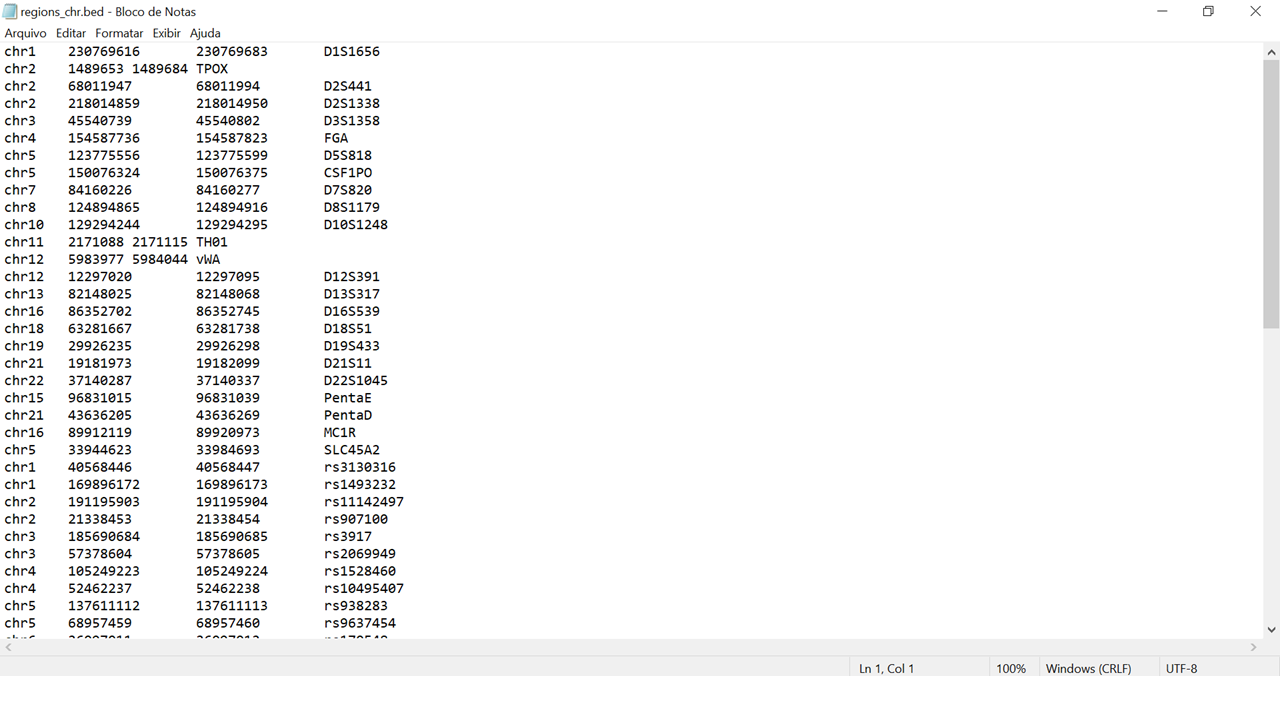 regions_chr.bed - Bloco de Notas
Arquivo Editar Formatar Exibir Ajuda
chr1 230769616 230769683 D1S1656
chr2 1489653 1489684 TPOX
chr2 68011947 68011994 D2S441
chr2 218014859 218014950 D2S1338
chr3 45540739 45540802 D3S1358
chr4 154587736 154587823 FGA
chr5 123775556 123775599 D5S818
chr5 150076324 150076375 CSF1PO
chr7 84160226 84160277 D7S820
chr8 124894865 124894916 D8S1179
chr10 129294244 129294295 D10S1248
chr11 2171088 2171115 TH01
chr12 5983977 5984044 vWA
chr12 12297020 12297095 D12S391
chr13 82148025 82148068 D13S317
chr16 86352702 86352745 D16S539
chr18 63281667 63281738 D18S51
chr19 29926235 29926298 D19S433
chr21 19181973 19182099 D21S11
chr22 37140287 37140337 D22S1045
chr15 96831015 96831039 PentaE
chr21 43636205 43636269 PentaD
chr16 89912119 89920973 MC1R
chr5 33944623 33984693 SLC45A2
chr1 40568446 40568447 rs3130316
chr1 169896172 169896173 rs1493232
chr2 191195903 191195904 rs11142497
chr2 21338453 21338454 rs907100
chr3 185690684 185690685 rs3917
chr3 57378604 57378605 rs2069949
chr4 105249223 105249224 rs1528460
chr4 52462237 52462238 rs10495407
chr5 137611112 137611113 rs938283
chr5 68957459 68957460 rs9637454
Ln 1, Col 1 100% Windows (CRLF) UTF-8